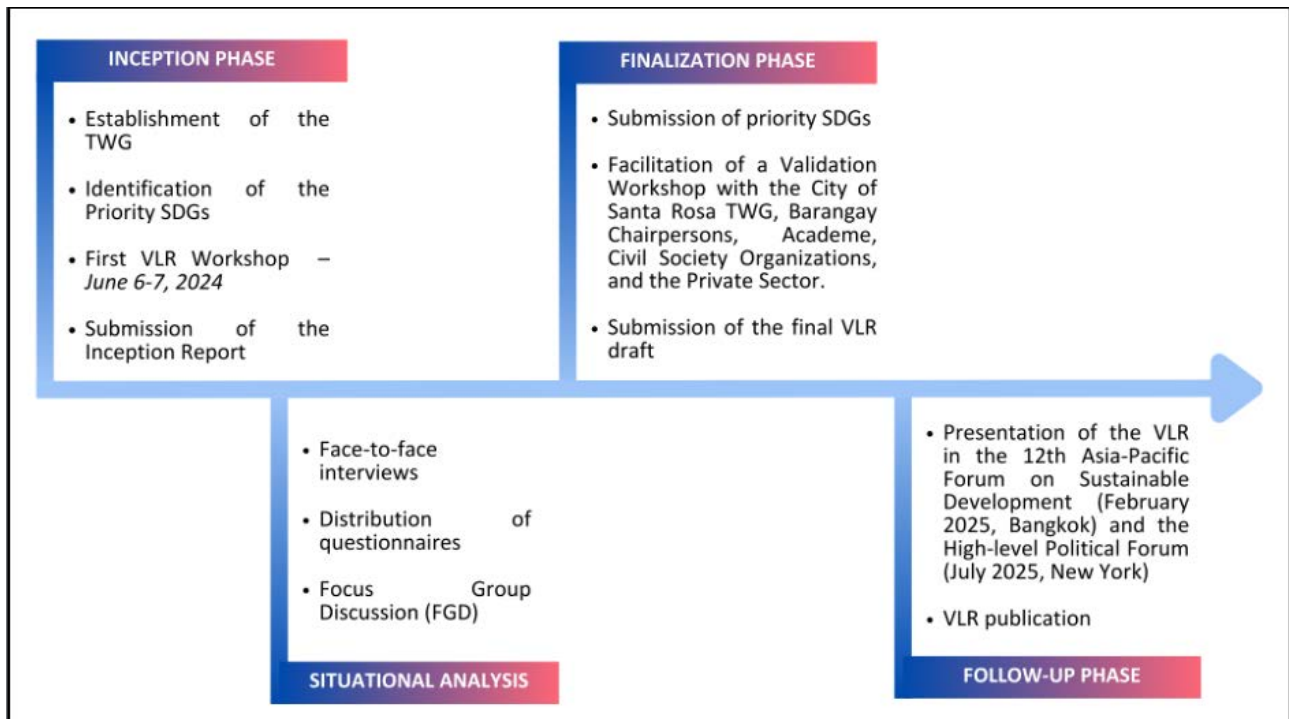 INCEPTION PHASE
• Establishment of the
TWG
• Identification of the
Priority SDGs
• First VLR Workshop –
June 6-7, 2024
• Submission of the
Inception Report
• Face-to-face
interviews
• Distribution of
questionnaires
• Focus Group
Discussion (FGD)
SITUATIONAL ANALYSIS
FINALIZATION PHASE
• Submission of priority SDGs
• Facilitation of a Validation
Workshop with the City of
Santa Rosa TWG, Barangay
Chairpersons, Academe,
Civil Society Organizations,
and the Private Sector.
• Submission of the final VLR
draft
• Presentation of the VLR
in the 12th Asia-Pacific
Forum on Sustainable
Development (February
2025, Bangkok) and the
High-level Political Forum
(July 2025, New York)
• VLR publication
FOLLOW-UP PHASE